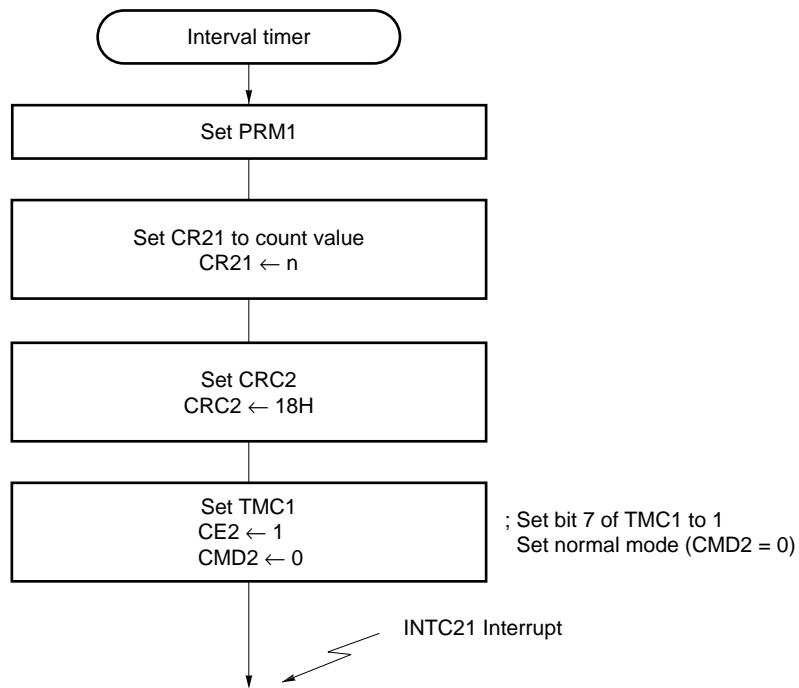 Interval timer
Set PRM1
Set CR21 to count value
CR21 ← n
Set CRC2
CRC2 ← 18H
Set TMC1
CE2 ← 1
CMD2 ← 0
; Set bit 7 of TMC1 to 1
Set normal mode (CMD2 = 0)
INTC21 Interrupt